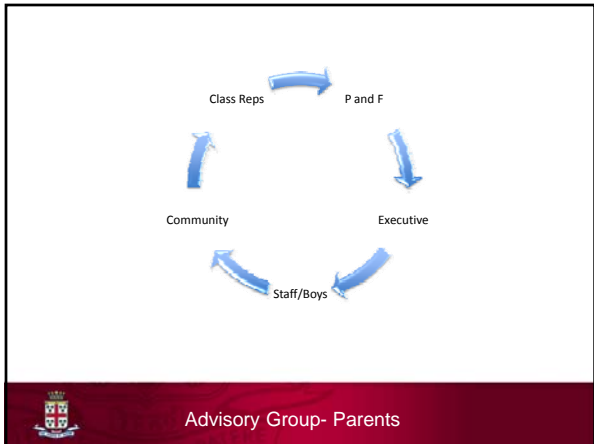 Class Reps
P and F
Community
Executive
Staff/Boys
Advisory Group- Parents